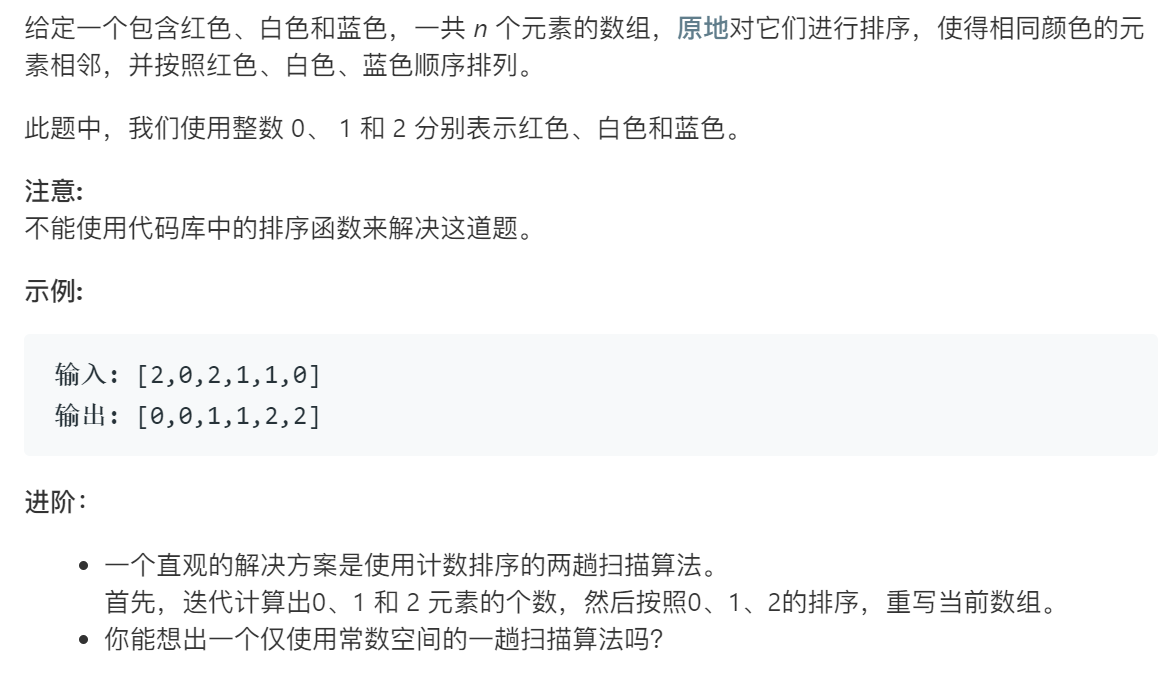 给定一个包含红色、白色和蓝色，一共 n 个元素的数组，原地对它们进行排序，使得相同颜色的元
素相邻，并按照红色、白色、蓝色顺序排列。
此题中，我们使用整数 0、 1 和 2 分别表示红色、白色和蓝色。
注意:
不能使用代码库中的排序函数来解决这道题。
示例:
输入: [2,0,2,1,1,0]
输出: [0,0,1,1,2,2]
进阶：
• 一个直观的解决方案是使用计数排序的两趟扫描算法。
首先，迭代计算出0、1 和 2 元素的个数，然后按照0、1、2的排序，重写当前数组。
• 你能想出一个仅使用常数空间的一趟扫描算法吗？